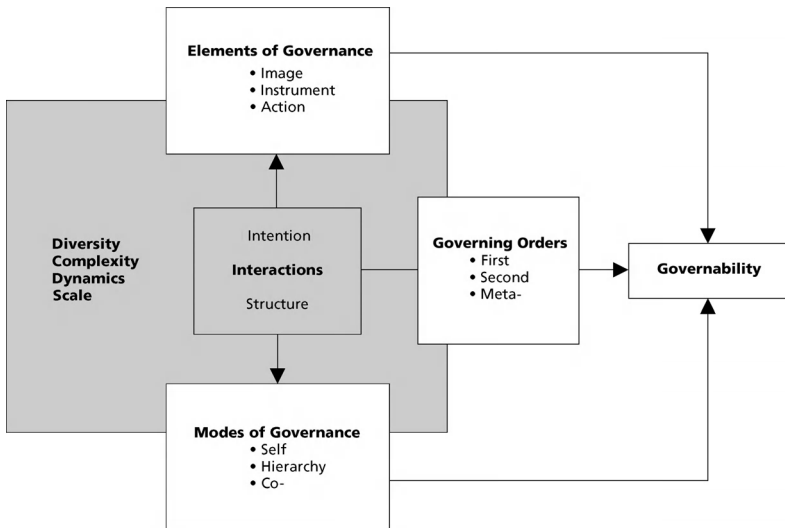 Elements of Governance
• Image
• Instrument
• Action
Diversity
Complexity
Dynamics
Scale
Intention
Interactions
Structure
Governing Orders
• First
• Second
• Meta-
Governability
Modes of Governance
• Self
• Hierarchy
• Co-